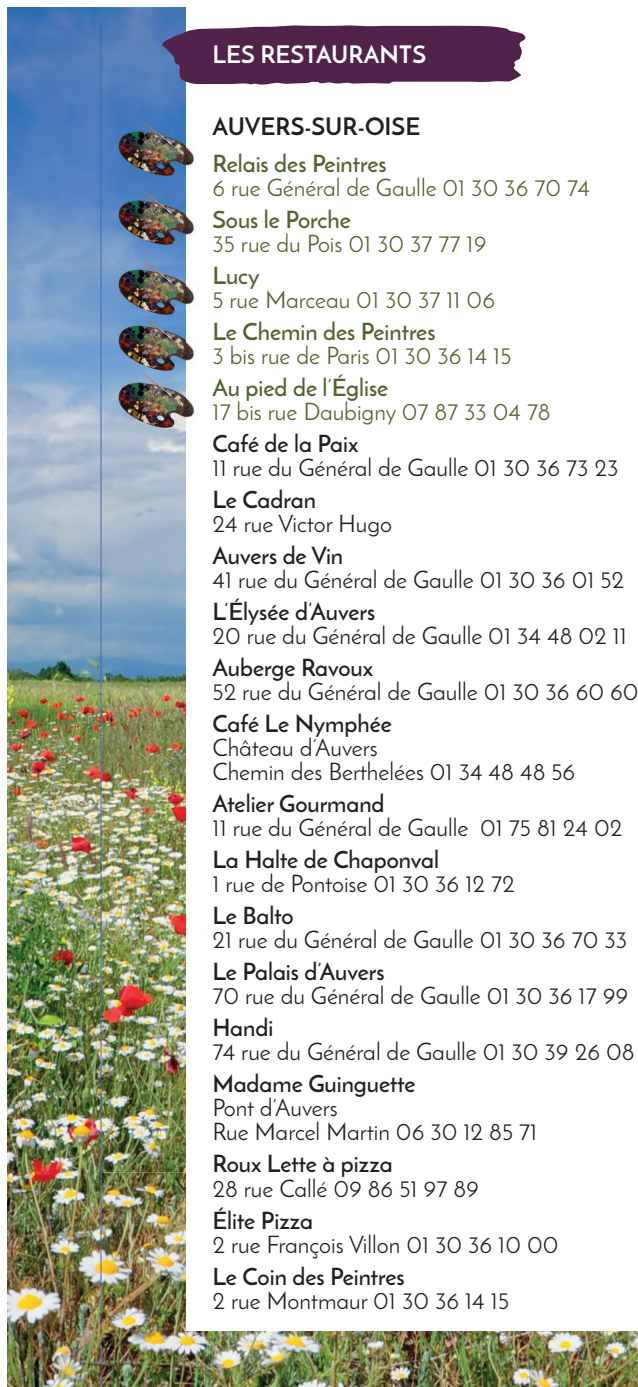 LES RESTAURANTS
AUVERS-SUR-OISE
Relais des Peintres
6 rue Général de Gaulle 01 30 36 70 74
Sous le Porche
35 rue du Pois 01 30 37 77 19
Lucy
5 rue Marceau 01 30 37 11 06
Le Chemin des Peintres
3 bis rue de Paris 01 30 36 14 15
Au pied de l'Église
17 bis rue Daubigny 07 87 33 04 78
Café de la Paix
11 rue du Général de Gaulle 01 30 36 73 23
Le Cadran
24 rue Victor Hugo
Auvers de Vin
41 rue du Général de Gaulle 01 30 36 01 52
L'Élysée d'Auvers
20 rue du Général de Gaulle 01 34 48 02 11
Auberge Ravoux
52 rue du Général de Gaulle 01 30 36 60 60
Café Le Nymphée
Château d'Auvers
Chemin des Berthelées 01 34 48 48 56
Atelier Gourmand
11 rue du Général de Gaulle 01 75 81 24 02
La Halte de Chaponval
1 rue de Pontoise 01 30 36 12 72
Le Balto
21 rue du Général de Gaulle 01 30 36 70 33
Le Palais d'Auvers
70 rue du Général de Gaulle 01 30 36 17 99
Handi
74 rue du Général de Gaulle 01 30 39 26 08
Madame Guinguette
Pont d'Auvers
Rue Marcel Martin 06 30 12 85 71
Roux Lette à pizza
28 rue Callé 09 86 51 97 89
Élite Pizza
2 rue François Villon 01 30 36 10 00
Le Coin des Peintres
2 rue Montmaur 01 30 36 14 15